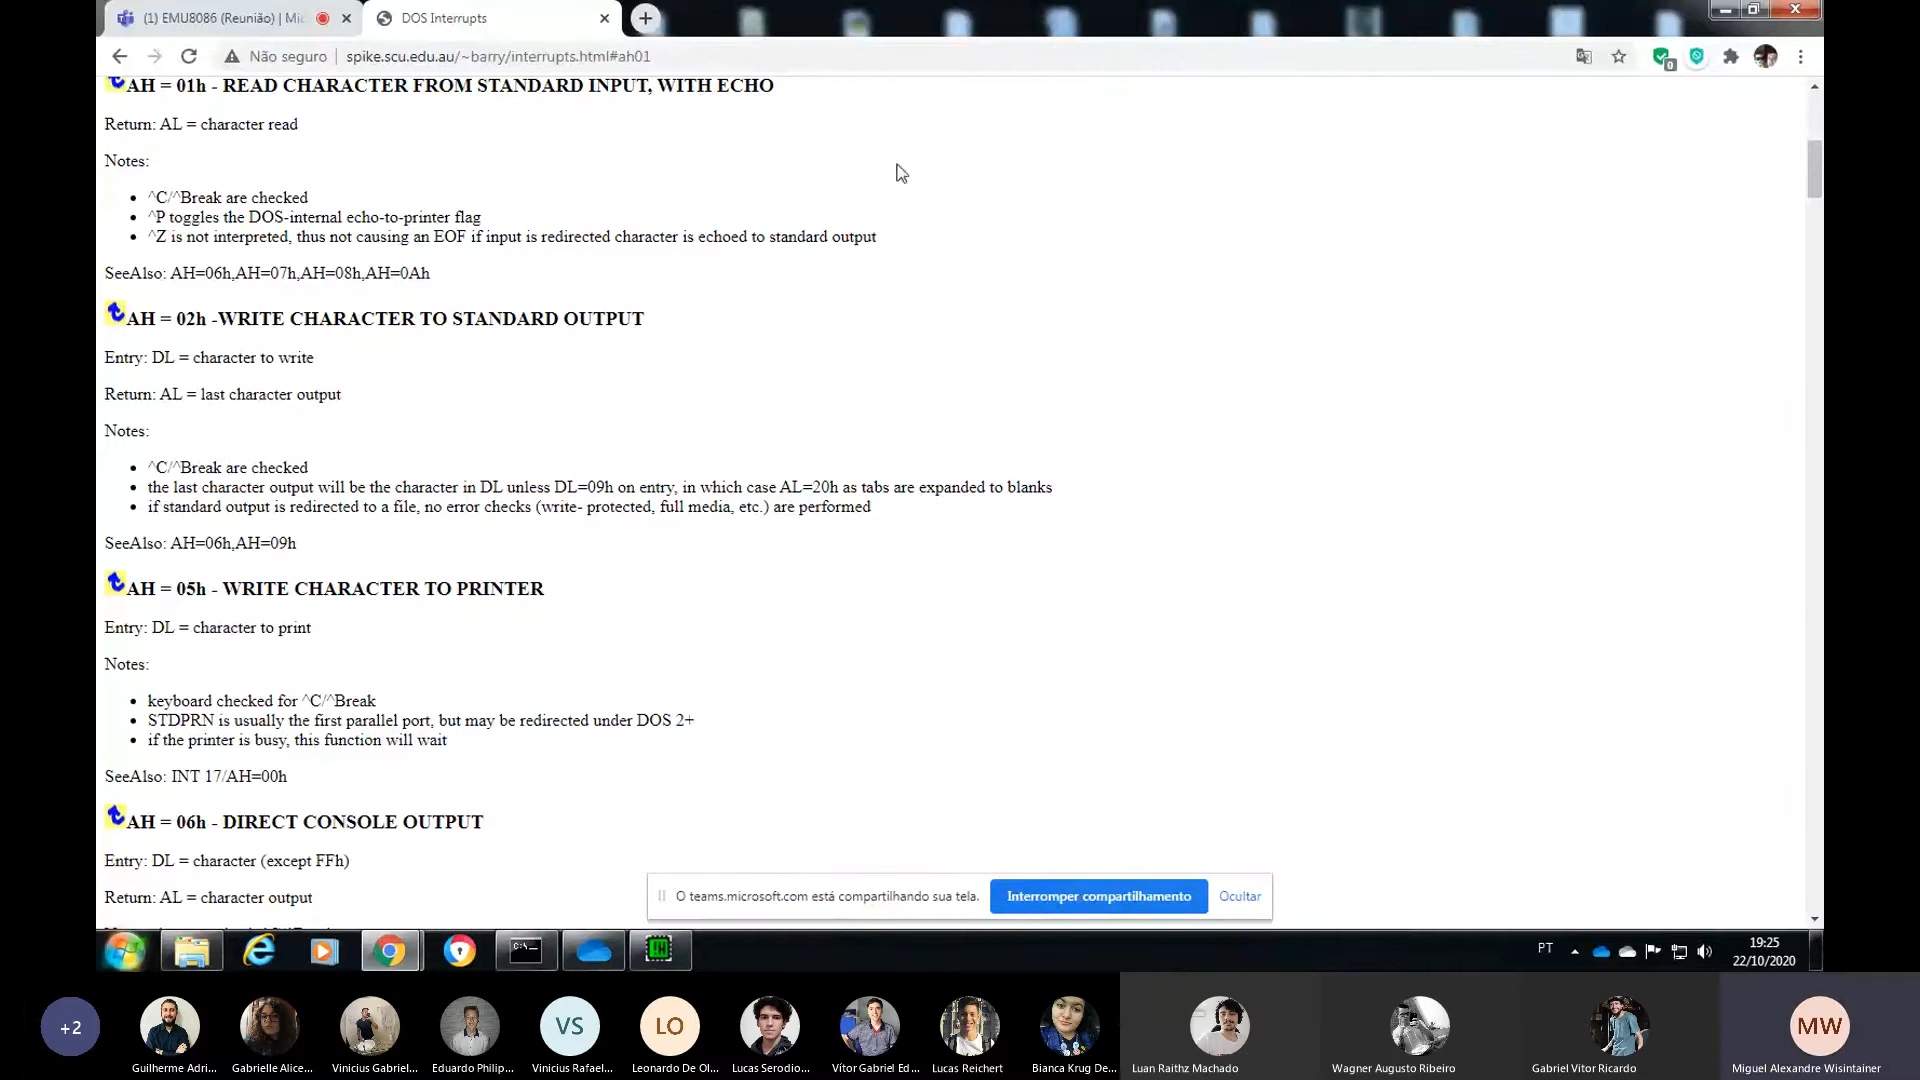 (1) EMU8086 (Reunião) | Mic
DOS Interrupts
Não seguro
spike.scu.edu.au/~barry/interrupts.html#ah01
0
AH = 01h - READ CHARACTER FROM STANDARD INPUT, WITH ECHO
Return: AL = character read
Notes:
^C/^Break are checked
^P toggles the DOS-internal echo-to-printer flag
^Z is not interpreted, thus not causing an EOF if input is redirected character is echoed to standard output
SeeAlso: AH=06h,AH=07h,AH=08h,AH=0Ah
AH = 02h -WRITE CHARACTER TO STANDARD OUTPUT
Entry: DL = character to write
Return: AL = last character output
Notes:
^C/^Break are checked
the last character output will be the character in DL unless DL=09h on entry, in which case AL=20h as tabs are expanded to blanks
if standard output is redirected to a file, no error checks (write- protected, full media, etc.) are performed
SeeAlso: AH=06h,AH=09h
AH = 05h - WRITE CHARACTER TO PRINTER
Entry: DL = character to print
Notes:
keyboard checked for ^C/^Break
STDPRN is usually the first parallel port, but may be redirected under DOS 2+
if the printer is busy, this function will wait
SeeAlso: INT 17/AH=00h
AH = 06h - DIRECT CONSOLE OUTPUT
Entry: DL = character (except FFh)
Return: AL = character output
O teams.microsoft.com está compartilhando sua tela.
Interromper compartilhamento
Ocultar
PT
19:25
22/10/2020
+2
VS
LO
MW
Guilherme Adri...
Gabrielle Alice...
Vinicius Gabriel...
Eduardo Philip...
Vinicius Rafael...
Leonardo De Ol...
Lucas Serodio...
Vítor Gabriel Ed...
Lucas Reichert
Bianca Krug De...
Luan Raithz Machado
Wagner Augusto Ribeiro
Gabriel Vitor Ricardo
Miguel Alexandre Wisintainer